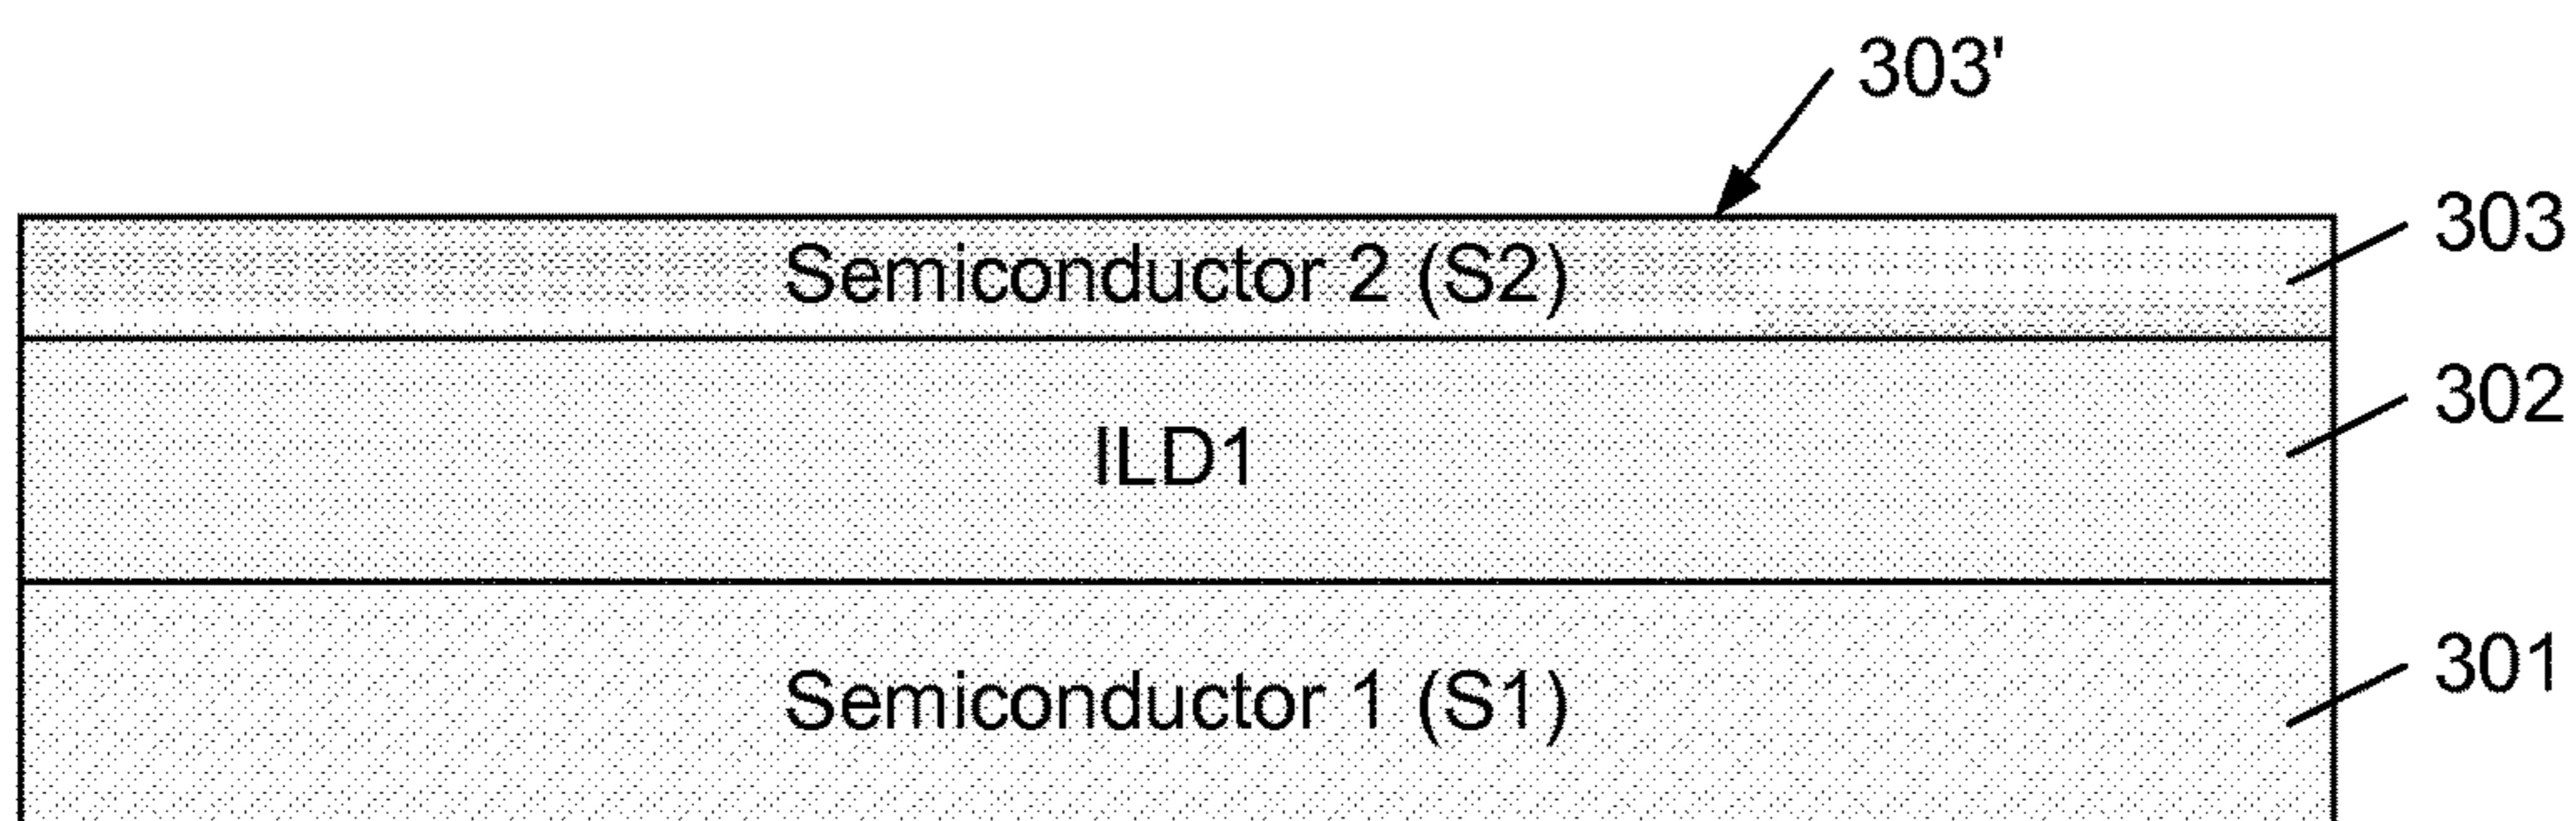 303'
Semiconductor 2 (S2)
303
ILD1
302
Semiconductor 1 (S1)
301